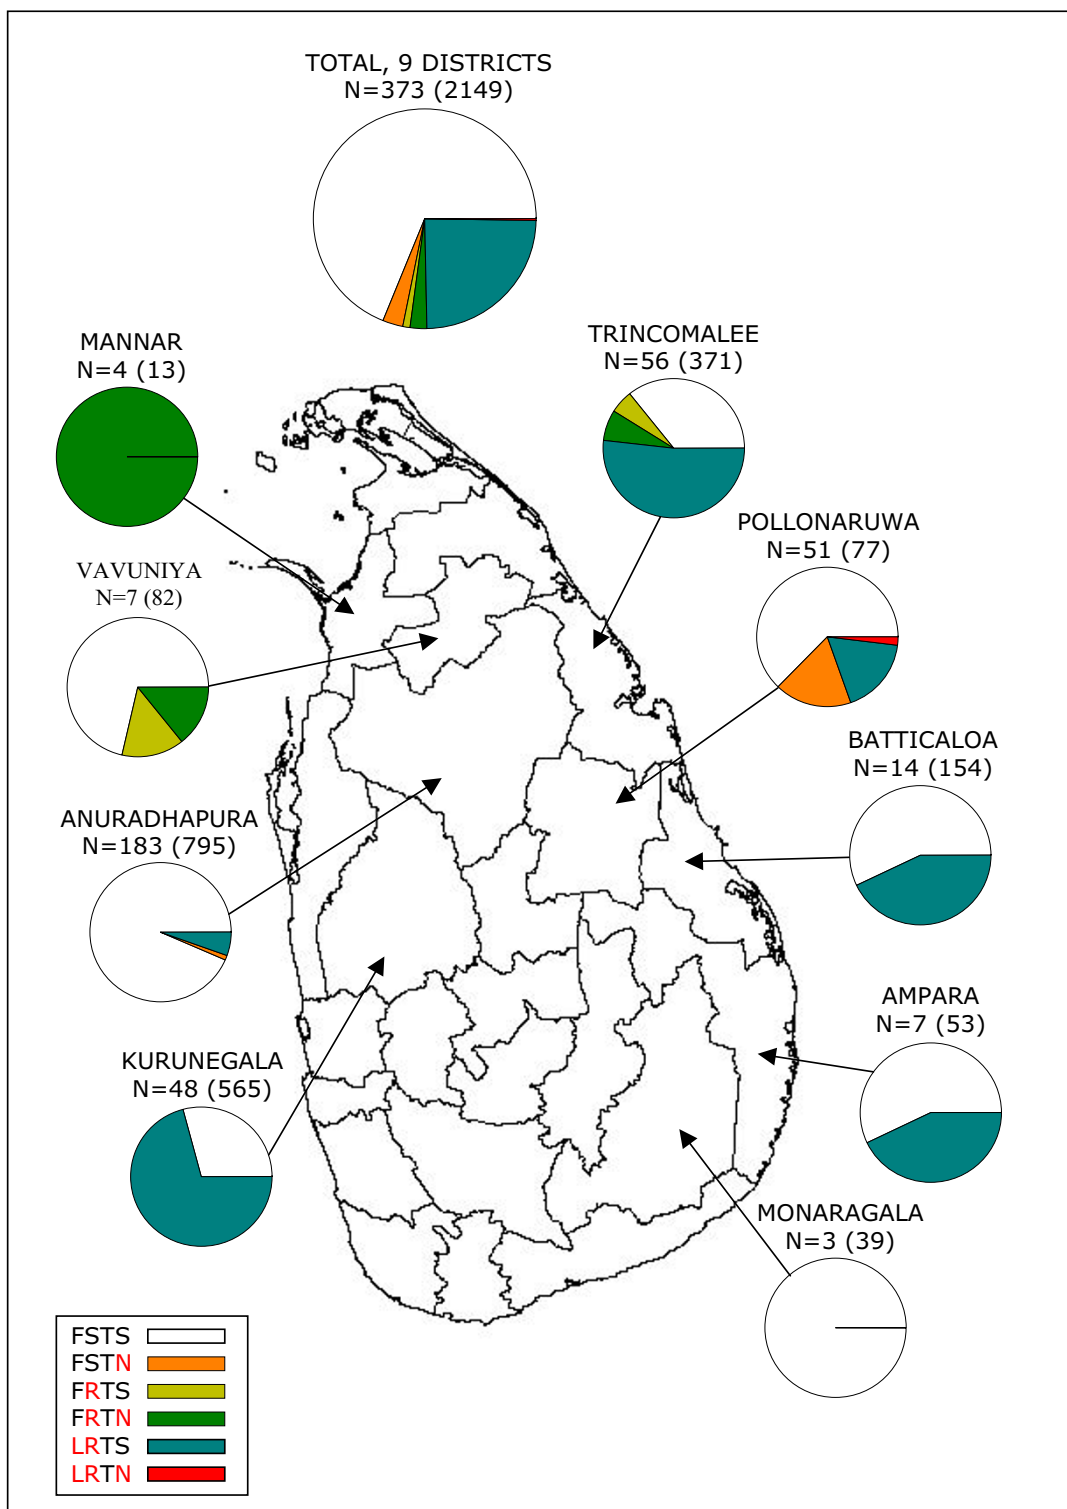 TOTAL, 9 DISTRICTS
N=373 (2149)
MANNAR
N=4 (13)
TRINCOMALEE
N=56 (371)
POLLONARUWA
N=51 (77)
VAVUNIYA
N=7 (82)
BATTICALOA
N=14 (154)
ANURADHAPURA
N=183 (795)
AMPARA
N=7 (53)
KURUNEGALA
N=48 (565)
MONARAGALA
N=3 (39)
FSTS
FSTN
FRTS
FRTN
LRTS
LRTN